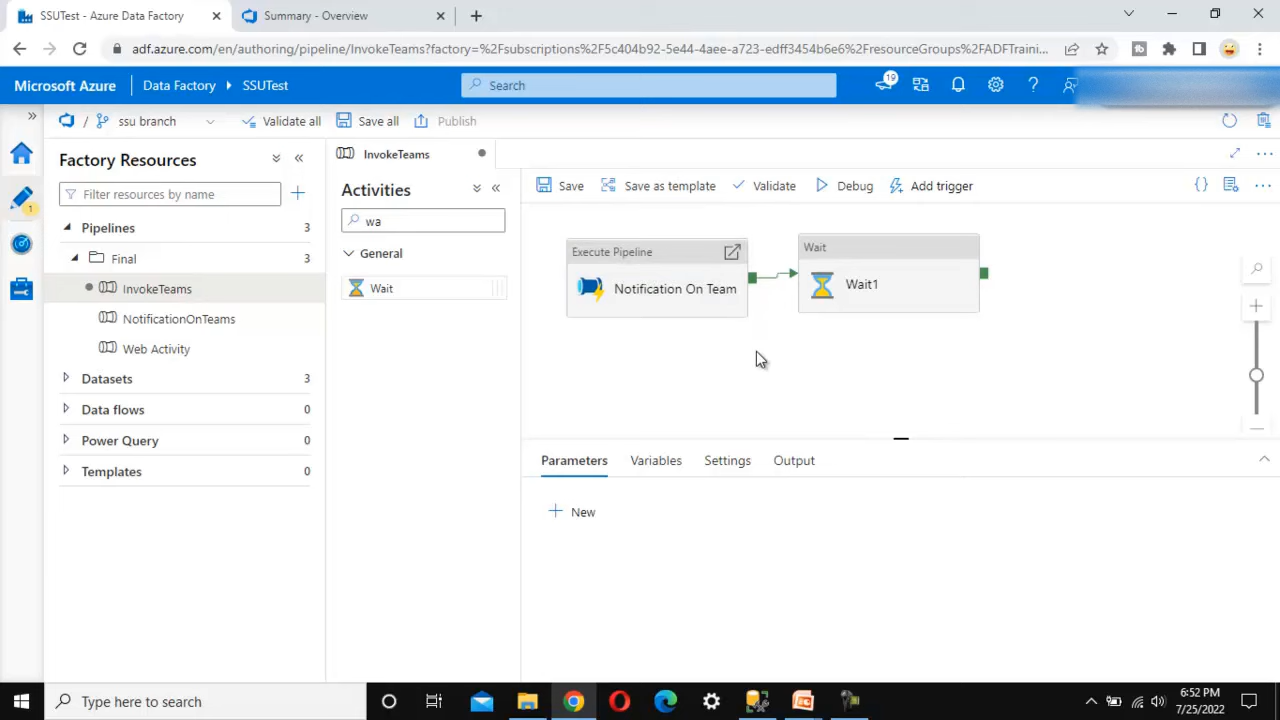 SSUTest - Azure Data Factory
Summary - Overview
adf.azure.com/en/authoring/pipeline/InvokeTeams?factory=%2Fsubscriptions%2F5c404b92-5e44-4aee-a723-edff3454b6e6%2FresourceGroups%2FADFTraini...
Microsoft Azure
Data Factory
SSUTest
Search
19
/
ssu branch
Validate all
Save all
Publish
Factory Resources
Filter resources by name
1
Pipelines 3
Final 3
InvokeTeams
NotificationOnTeams
Web Activity
Datasets 3
Data flows 0
Power Query 0
Templates 0
InvokeTeams
Activities
wa
General
Wait
Save
Save as template
Validate
Debug
Add trigger
Execute Pipeline
Notification On Team
Wait
Wait1
Parameters Variables Settings Output
New
Type here to search
6:52 PM
7/25/2022